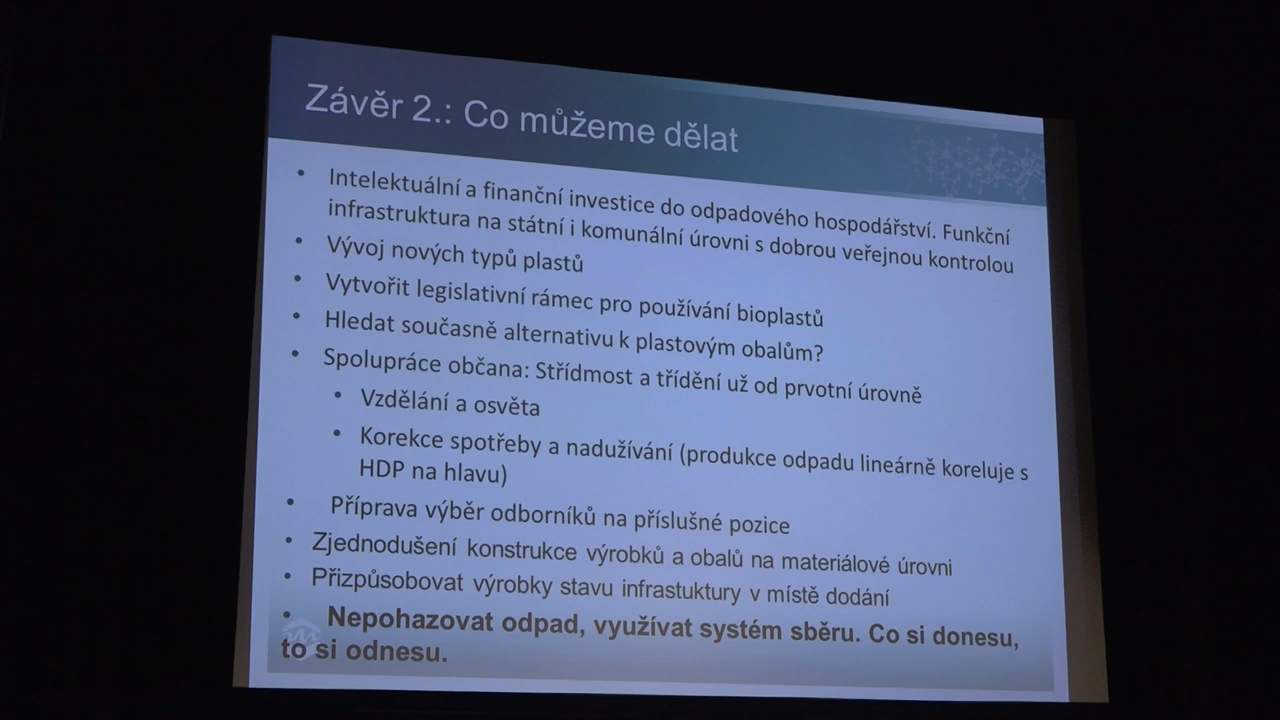 Závěr 2.: Co můžeme dělat
• Intelektuální a finanční investice do odpadového hospodářství. Funkční
infrastruktura na státní i komunální úrovni s dobrou veřejnou kontrolou
• Vývoj nových typů plastů
• Vytvořit legislativní rámec pro používání bioplastů
• Hledat současně alternativu k plastovým obalům?
• Spolupráce občana: Střídmost a třídění už od prvotní úrovně
• Vzdělání a osvěta
• Korekce spotřeby a nadužívání (produkce odpadu lineárně koreluje s
HDP na hlavu)
• Příprava výběr odborníků na příslušné pozice
• Zjednodušení konstrukce výrobků a obalů na materiálové úrovni
• Přizpůsobovat výrobky stavu infrastuktury v místě dodání
• Nepohazovat odpad, využívat systém sběru. Co si donesu,
to si odnesu.